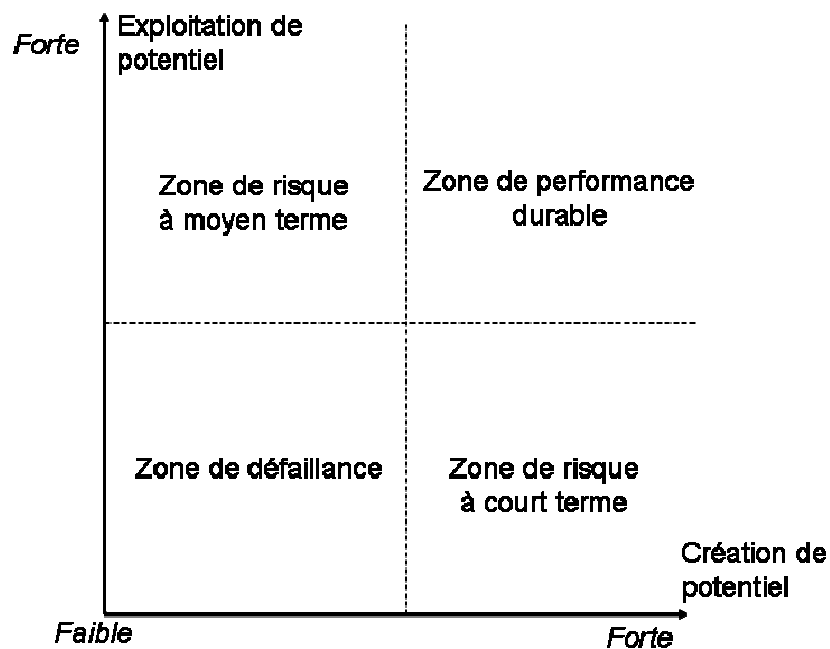 Exploitation de
potentiel
Forte
Zone de risque
à moyen terme
Zone de performance
durable
Zone de défaillance
Zone de risque
à court terme
Création de
potentiel
Faible
Forte